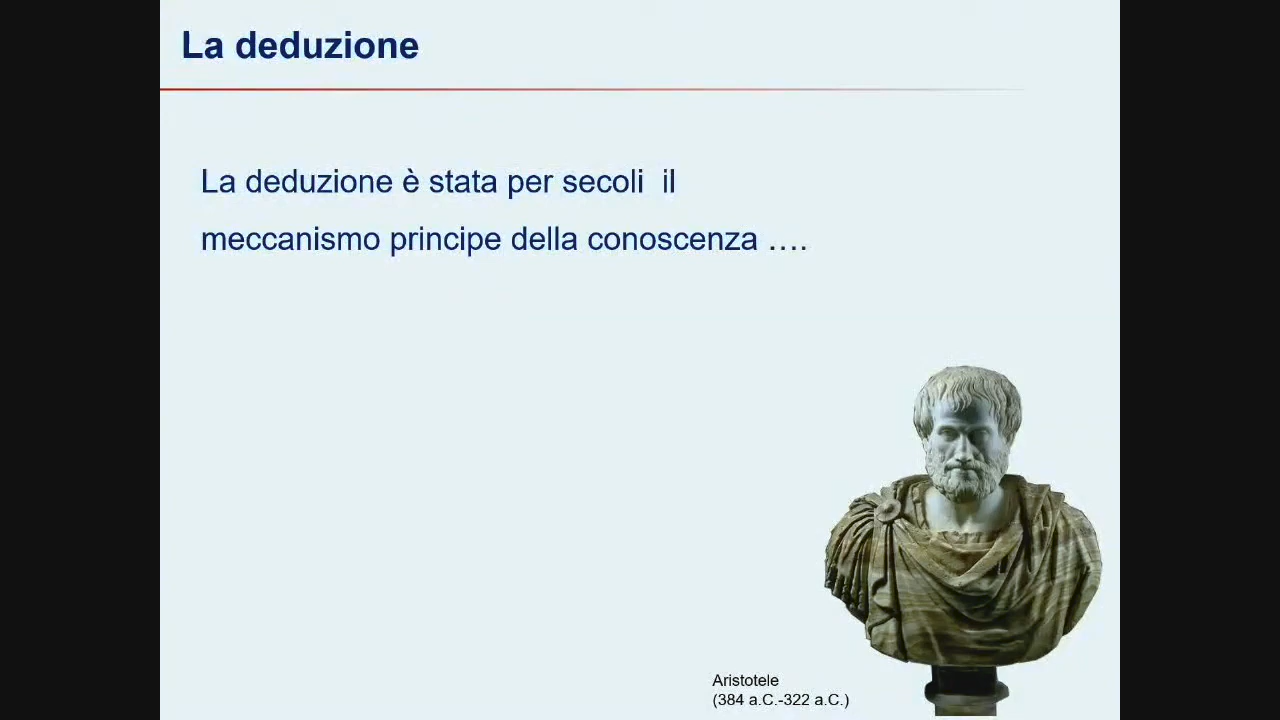 La deduzione
La deduzione è stata per secoli  il
meccanismo principe della conoscenza ….
Aristotele
(384 a.C.-322 a.C.)